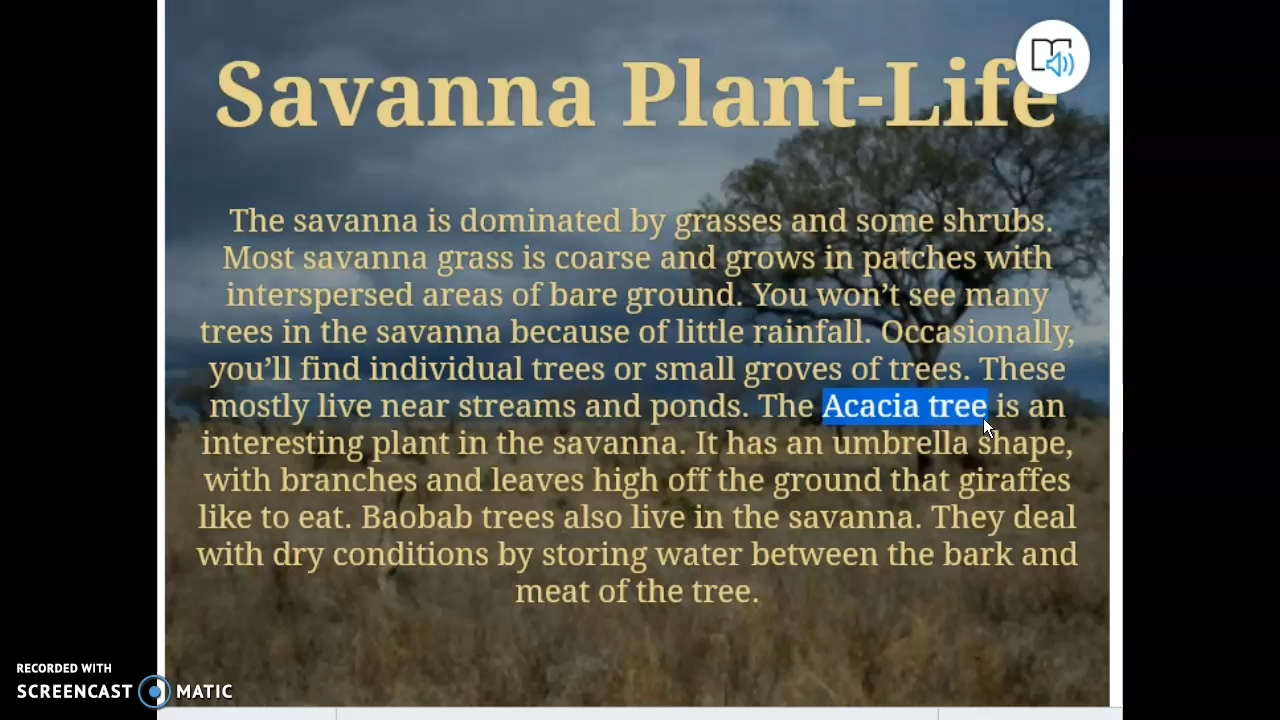 Savanna Plant-Life
The savanna is dominated by grasses and some shrubs.
Most savanna grass is coarse and grows in patches with
interspersed areas of bare ground. You won’t see many
trees in the savanna because of little rainfall. Occasionally,
you’ll find individual trees or small groves of trees. These
mostly live near streams and ponds. The Acacia tree is an
interesting plant in the savanna. It has an umbrella shape,
with branches and leaves high off the ground that giraffes
like to eat. Baobab trees also live in the savanna. They deal
with dry conditions by storing water between the bark and
meat of the tree.
RECORDED WITH
SCREENCAST MATIC